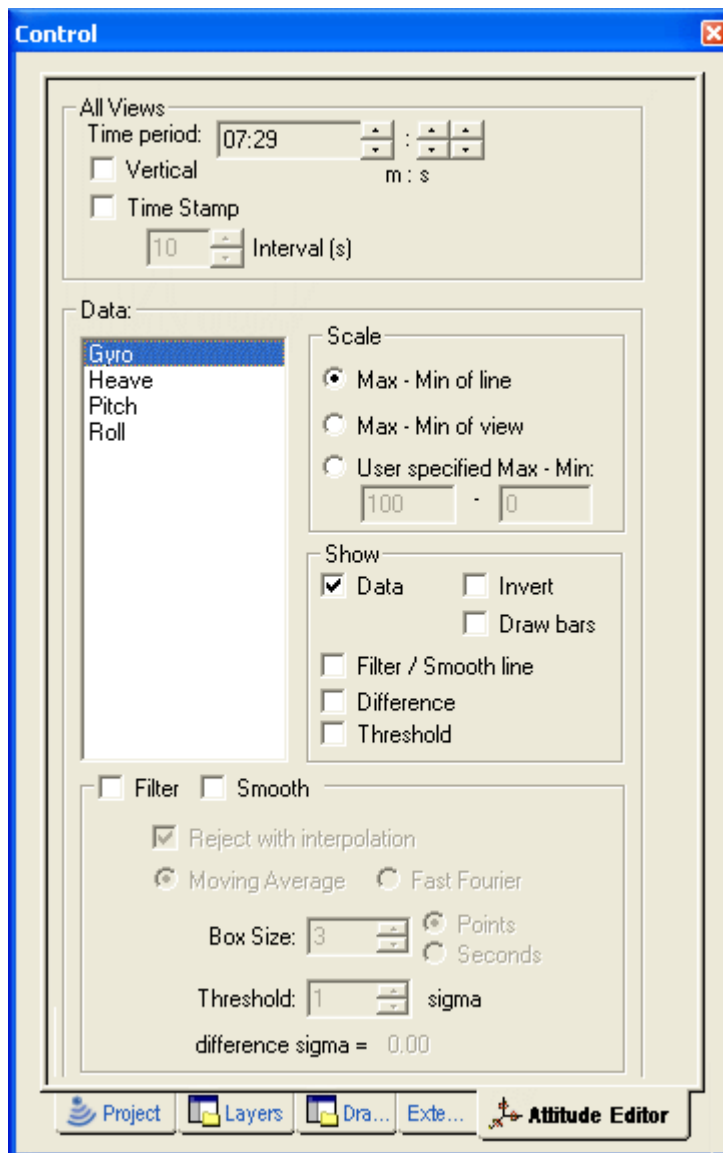 Control
All Views
Time period: 07:29 :
Vertical m : s
Time Stamp
10 Interval (s)
Data:
Gyro
Heave
Pitch
Roll
Scale
Max - Min of line
Max - Min of view
User specified Max - Min:
100 - 0
Show
Data Invert
Draw bars
Filter / Smooth line
Difference
Threshold
Filter Smooth
Reject with interpolation
Moving Average Fast Fourier
Box Size: 3 Points
Seconds
Threshold: 1 sigma
difference sigma = 0.00
Project Layers Dra... Exte... Attitude Editor